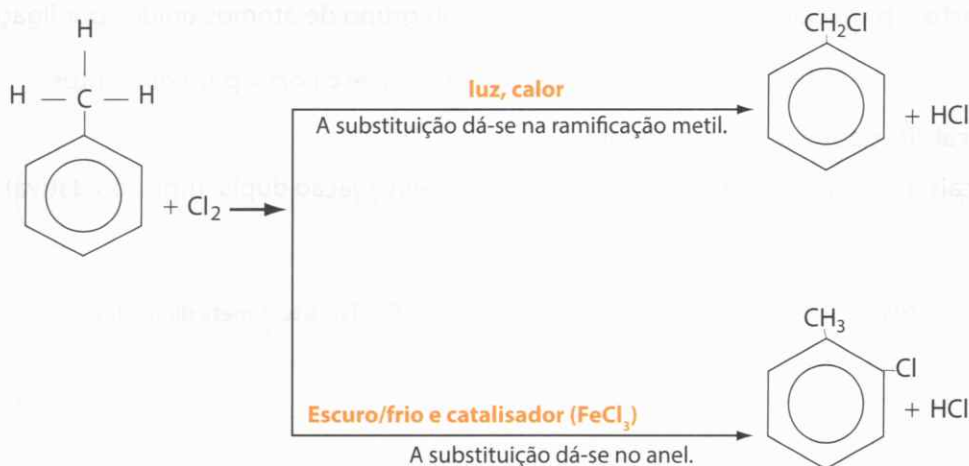 H
H — C — H
+ Cl₂
luz, calor
A substituição dá-se na ramificação metil.
CH₂Cl
+ HCl
Escuro/frio e catalisador (FeCl₃)
A substituição dá-se no anel.
CH₃
Cl
+ HCl